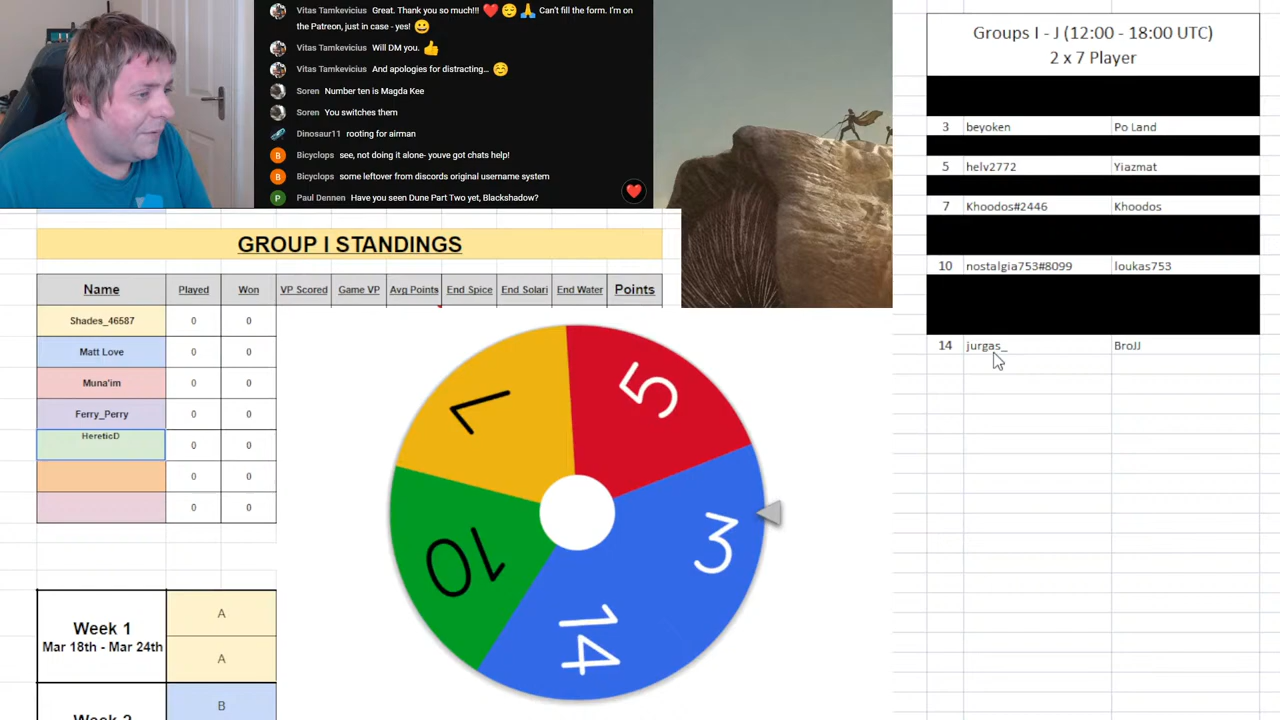 Vitas Tamkevicius Great. Thank you so much!!! ❤️ 😌 🙏 Can't fill the form. I'm on
the Patreon, just in case - yes! 😀
Vitas Tamkevicius Will DM you. 👍
Vitas Tamkevicius And apologies for distracting… ☺️
Soren Number ten is Magda Kee
Soren You switches them
Dinosaur11 rooting for airman
B Bicyclops see, not doing it alone- youve got chats help!
B Bicyclops some leftover from discords original username system
P Paul Dennen Have you seen Dune Part Two yet, Blackshadow?
GROUP I STANDINGS
Name Played Won VP Scored Game VP Avg Points End Spice End Solari End Water Points
Shades_46587 0 0
Matt Love 0 0
Muna'im 0 0
Ferry_Perry 0 0
HereticD 0 0
0 0
0 0
Week 1
Mar 18th - Mar 24th
A
A
Week 2
B
7
5
3
14
10
Groups I - J (12:00 - 18:00 UTC)
2 x 7 Player
3 beyoken Po Land
5 helv2772 Yiazmat
7 Khoodos#2446 Khoodos
10 nostalgia753#8099 loukas753
14 jurgas_ BroJJ